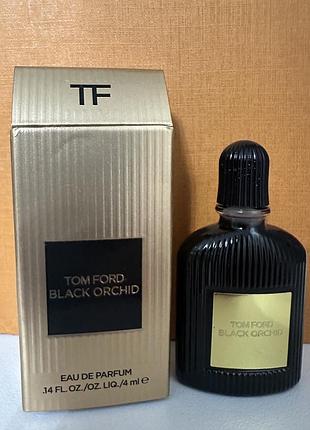 TF
TOM FORD
BLACK ORCHID
EAU DE PARFUM
.14 FL.OZ./OZ. LIQ./4 ml ℮
TOM FORD
BLACK ORCHID